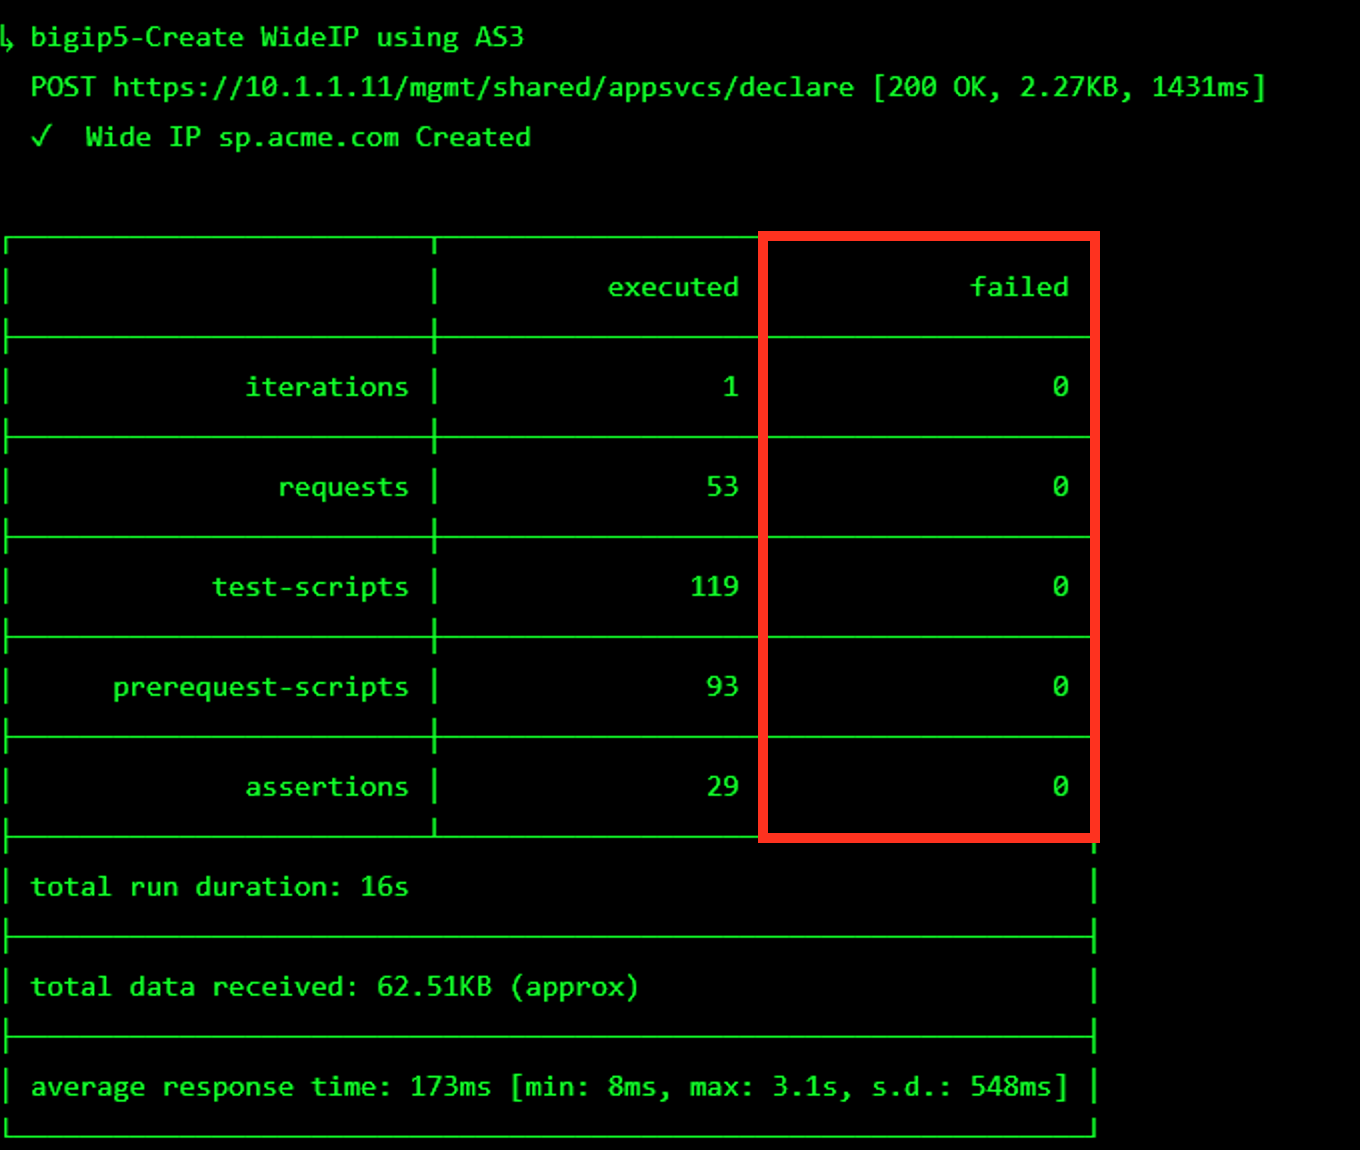 ↳ bigip5-Create WideIP using AS3
POST https://10.1.1.11/mgmt/shared/appsvcs/declare [200 OK, 2.27KB, 1431ms]
✓ Wide IP sp.acme.com Created
executed failed
iterations 1 0
requests 53 0
test-scripts 119 0
prerequest-scripts 93 0
assertions 29 0
total run duration: 16s
total data received: 62.51KB (approx)
average response time: 173ms [min: 8ms, max: 3.1s, s.d.: 548ms]